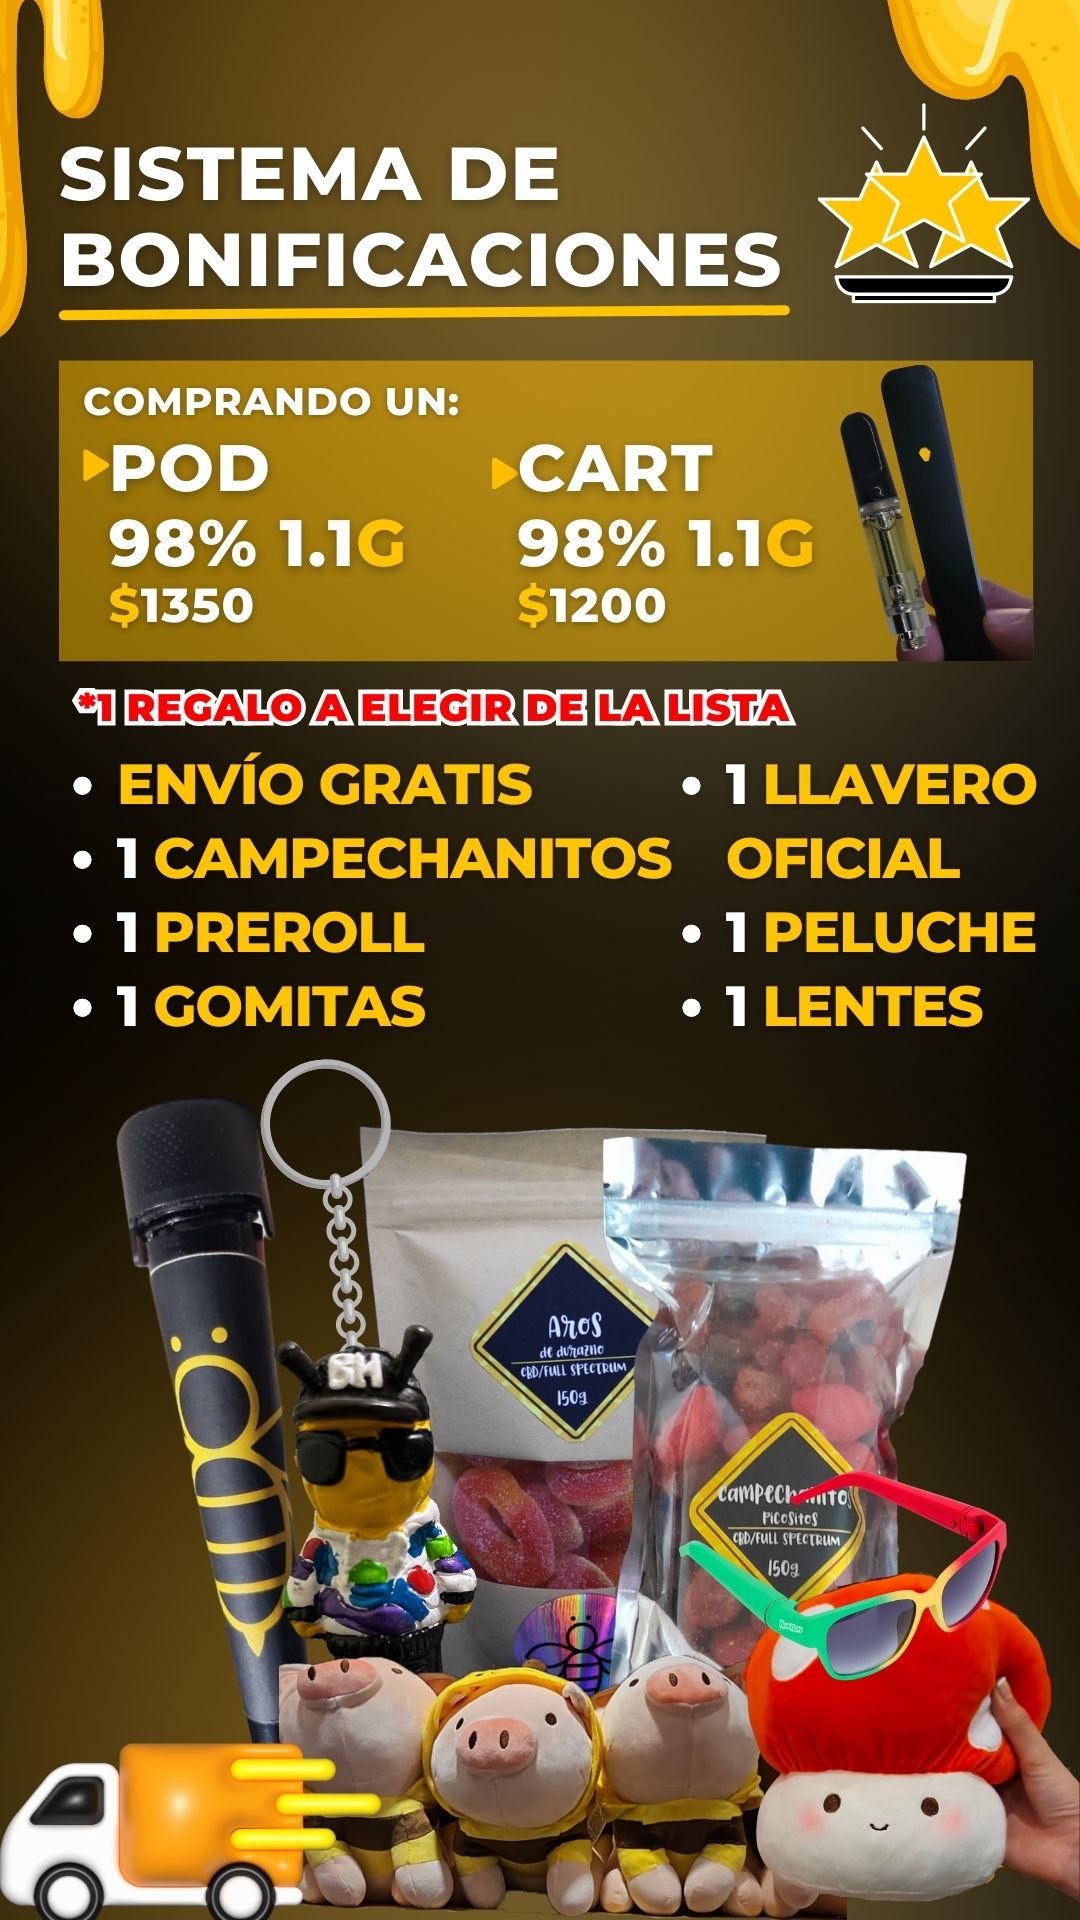 SISTEMA DE
BONIFICACIONES
COMPRANDO UN:
POD
98% 1.1G
$1350
CART
98% 1.1G
$1200
*1 REGALO A ELEGIR DE LA LISTA
• ENVÍO GRATIS
• 1 CAMPECHANITOS
• 1 PREROLL
• 1 GOMITAS
• 1 LLAVERO
OFICIAL
• 1 PELUCHE
• 1 LENTES
BH
Aros
de durazno
CBD/FULL SPECTRUM
150g
Campechanitos
Picositos
CBD/FULL SPECTRUM
150g